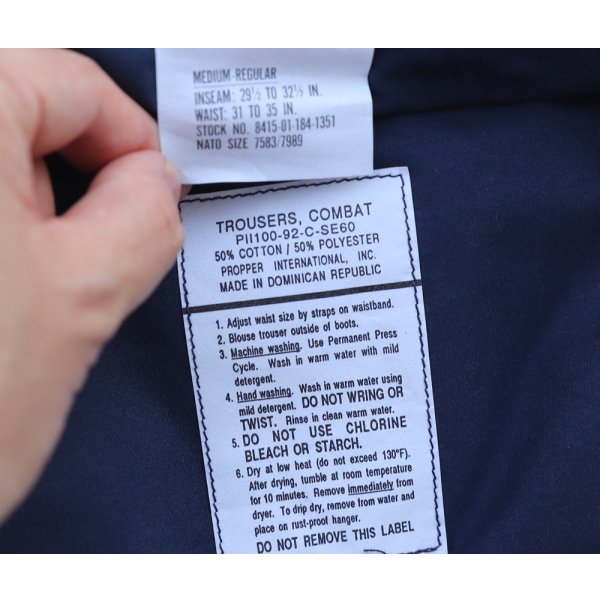 MEDIUM-REGULAR
INSEAM: 29½ TO 32½ IN.
WAIST: 31 TO 35 IN.
STOCK NO. 8415-01-184-1351
NATO SIZE 7583/7989
TROUSERS, COMBAT
PII100-92-C-SE60
50% COTTON / 50% POLYESTER
PROPPER INTERNATIONAL, INC.
MADE IN DOMINICAN REPUBLIC
1. Adjust waist size by straps on waistband.
2. Blouse trouser outside of boots.
3. Machine washing. Use Permanent Press
Cycle. Wash in warm water with mild
detergent.
4. Hand washing. Wash in warm water using
mild detergent. DO NOT WRING OR
TWIST. Rinse in clean warm water.
5. DO NOT USE CHLORINE
BLEACH OR STARCH.
6. Dry at low heat (do not exceed 130°F).
After drying, tumble at room temperature
for 10 minutes. Remove immediately from
dryer. To drip dry, remove from water and
place on rust-proof hanger.
DO NOT REMOVE THIS LABEL